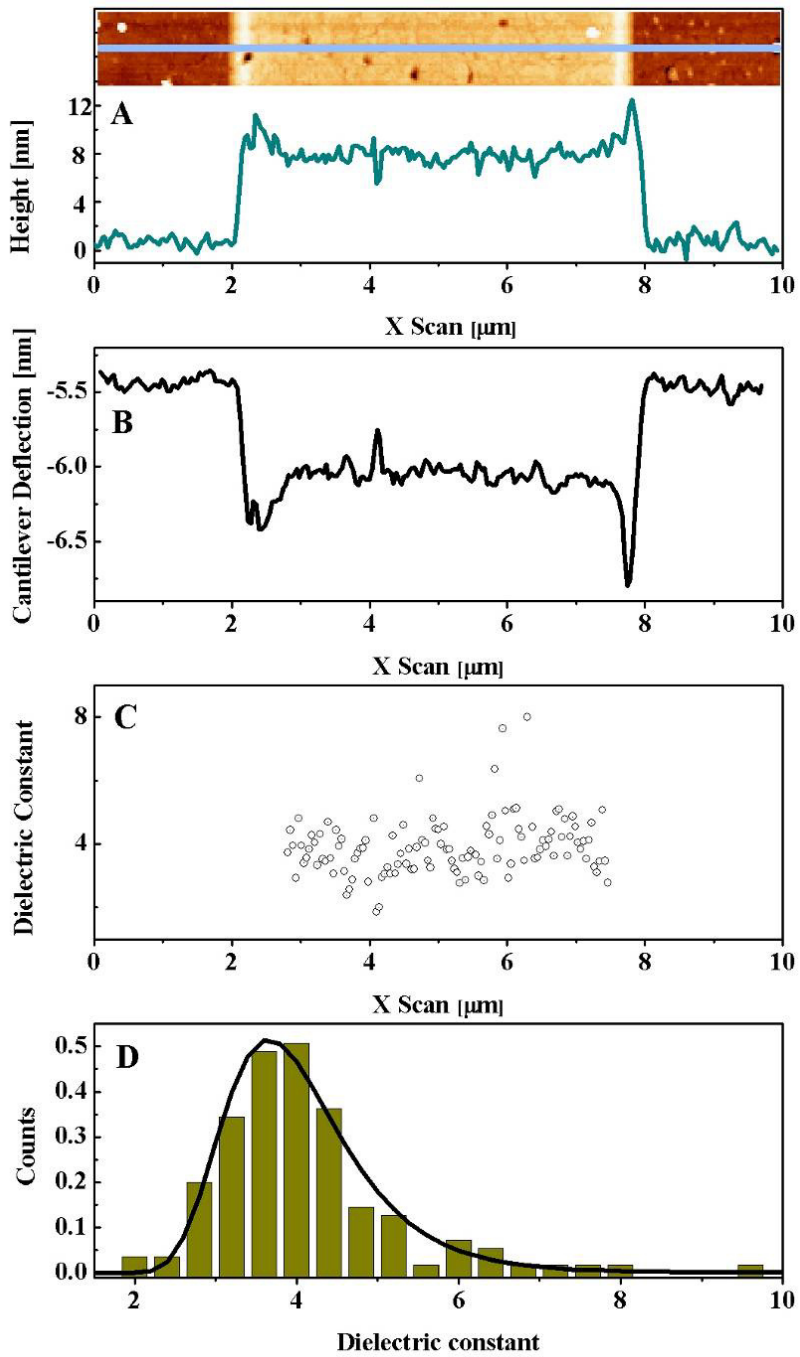 A
Height [nm]
12
8
4
0
0 2 4 6 8 10
X Scan [μm]
B
Cantilever Deflection [nm]
-5.5
-6.0
-6.5
0 2 4 6 8 10
X Scan [μm]
C
Dielectric Constant
8
4
0 2 4 6 8 10
X Scan [μm]
D
Counts
0.5
0.4
0.3
0.1
0.0
2 4 6 8 10
Dielectric constant